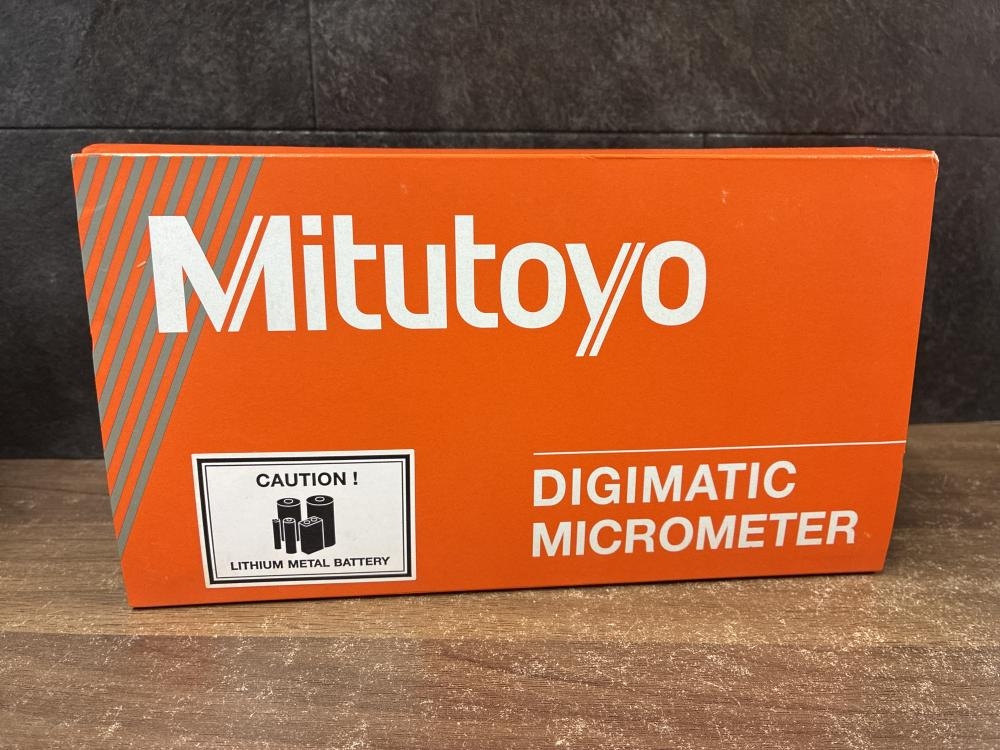 Mitutoyo
CAUTION !
LITHIUM METAL BATTERY
DIGIMATIC
MICROMETER